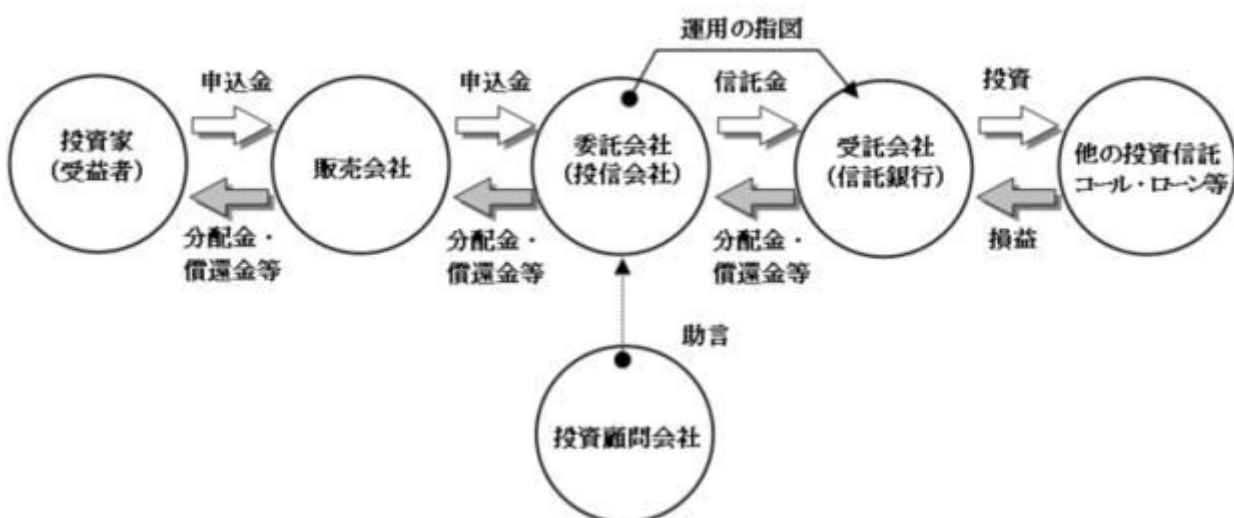 運用の指図
申込金
申込金
信託金
投資
投資家
(受益者)
販売会社
委託会社
(投信会社)
受託会社
(信託銀行)
他の投資信託
コール・ローン等
分配金・
償還金等
分配金・
償還金等
分配金・
償還金等
損益
助言
投資顧問会社